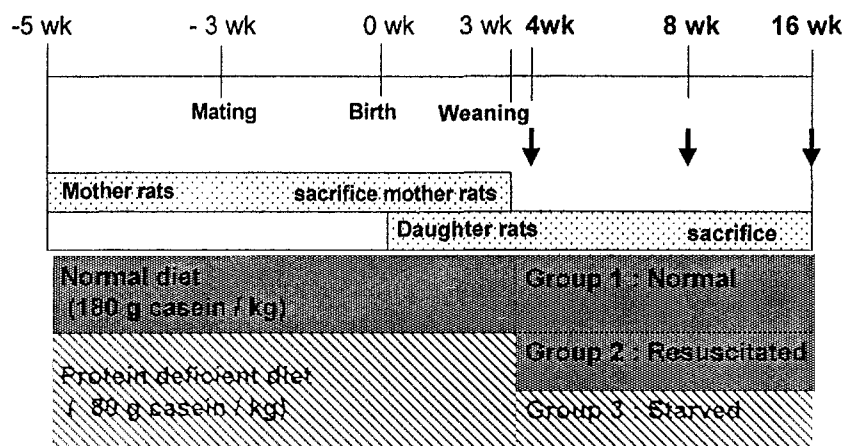 -5 wk - 3 wk 0 wk 3 wk 4wk 8 wk 16 wk
Mating Birth Weaning
Mother rats sacrifice mother rats
Daughter rats sacrifice
Normal diet
(180 g casein / kg)
Group 1 : Normal
Group 2 : Resuscitated
Protein deficient diet
( 80 g casein / kg)
Group 3 : Starved